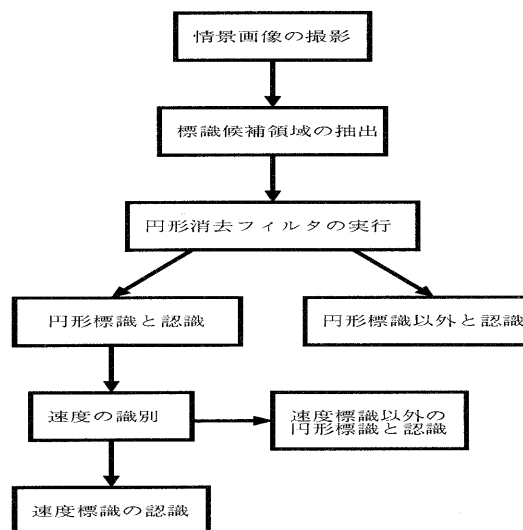 情景画像の撮影
標識候補領域の抽出
円形消去フィルタの実行
円形標識と認識
円形標識以外と認識
速度の識別
速度標識以外の
円形標識と認識
速度標識の認識